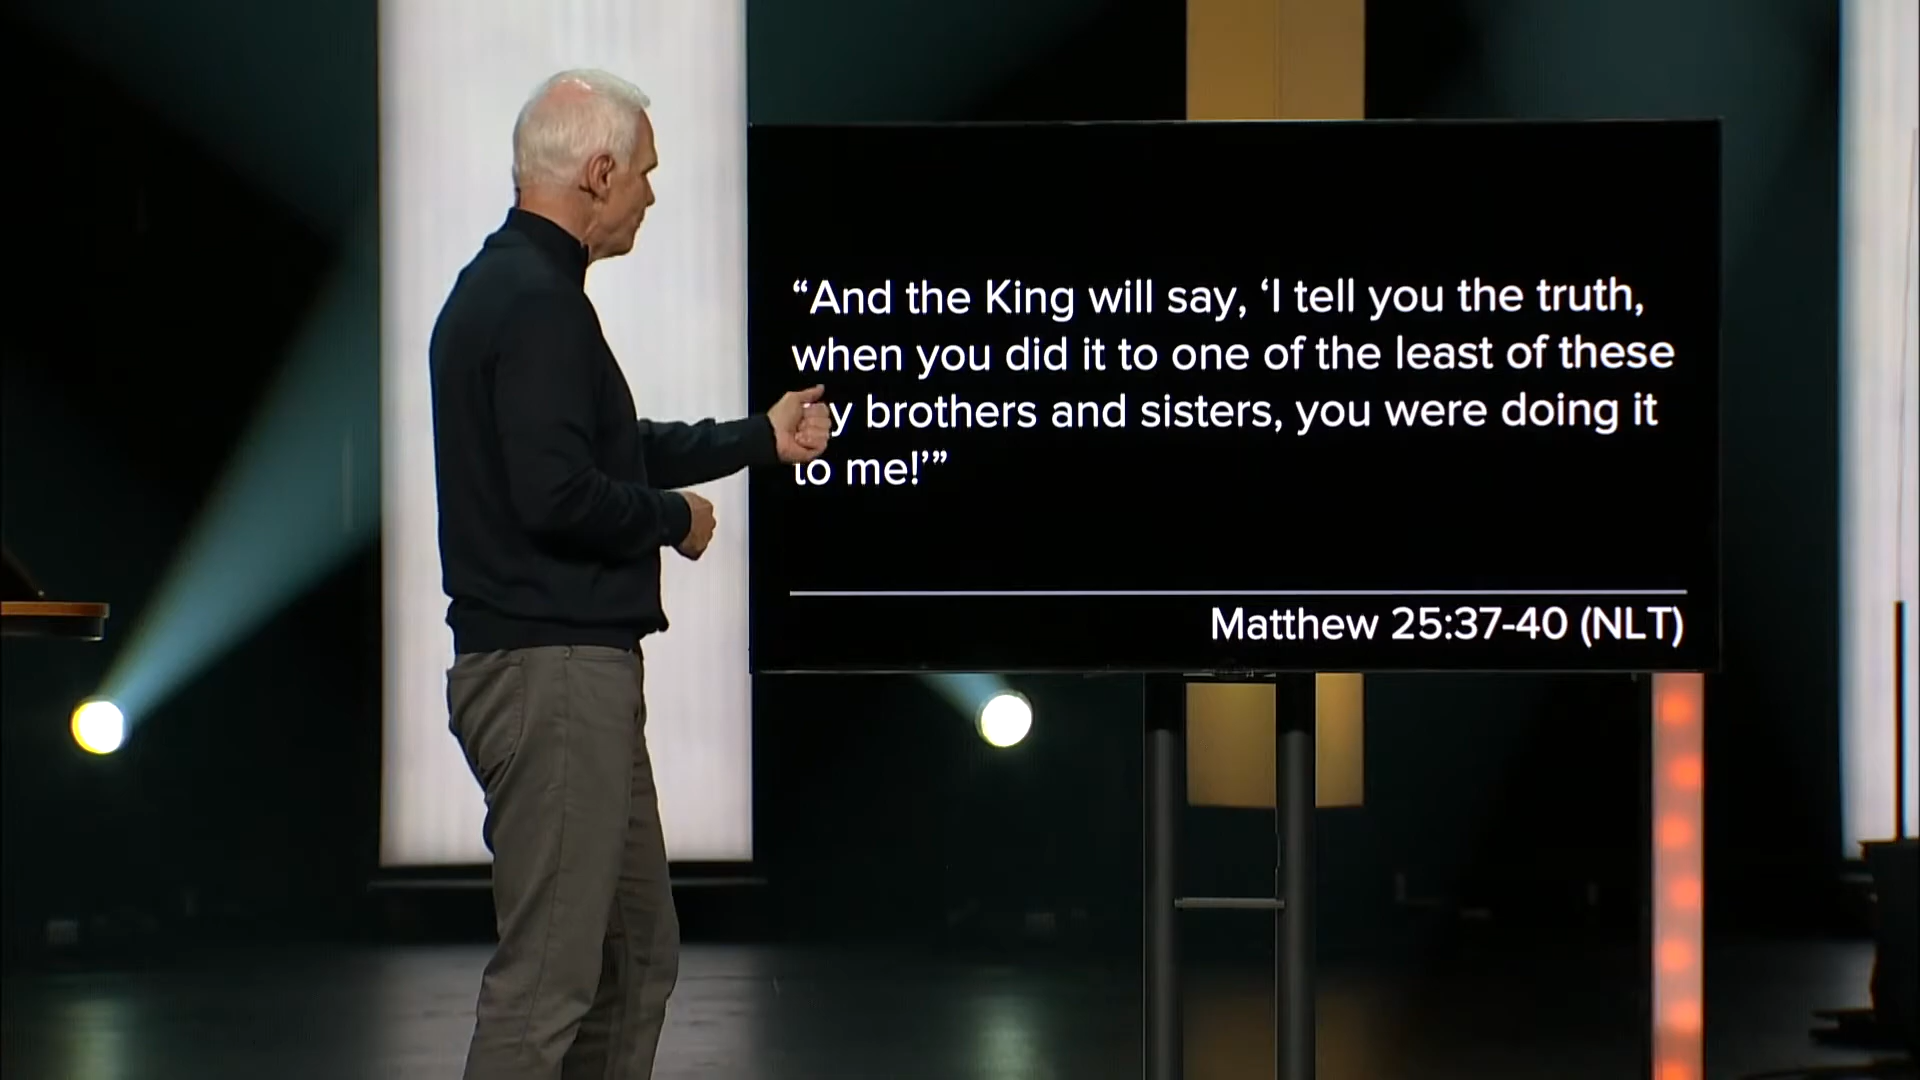 “And the King will say, ‘I tell you the truth,
when you did it to one of the least of these
brothers and sisters, you were doing it
to me!’”
Matthew 25:37-40 (NLT)